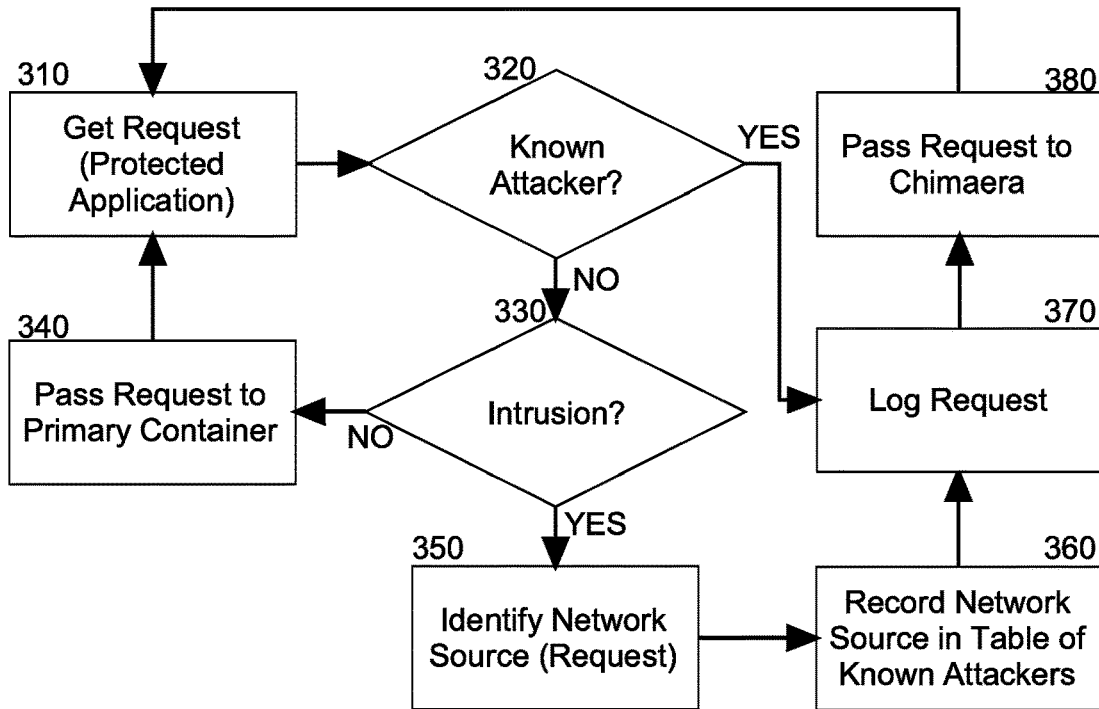 310
Get Request
(Protected
Application)
320
Known
Attacker?
YES
NO
380
Pass Request to
Chimaera
330
Intrusion?
NO
YES
340
Pass Request to
Primary Container
370
Log Request
350
Identify Network
Source (Request)
360
Record Network
Source in Table of
Known Attackers